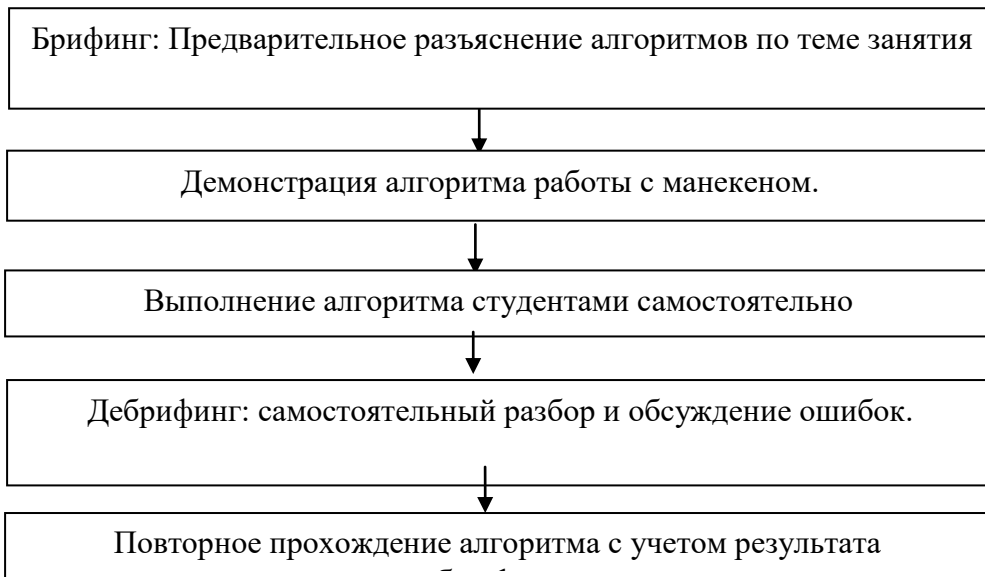 Брифинг: Предварительное разъяснение алгоритмов по теме занятия
Демонстрация алгоритма работы с манекеном.
Выполнение алгоритма студентами самостоятельно
Дебрифинг: самостоятельный разбор и обсуждение ошибок.
Повторное прохождение алгоритма с учетом результата